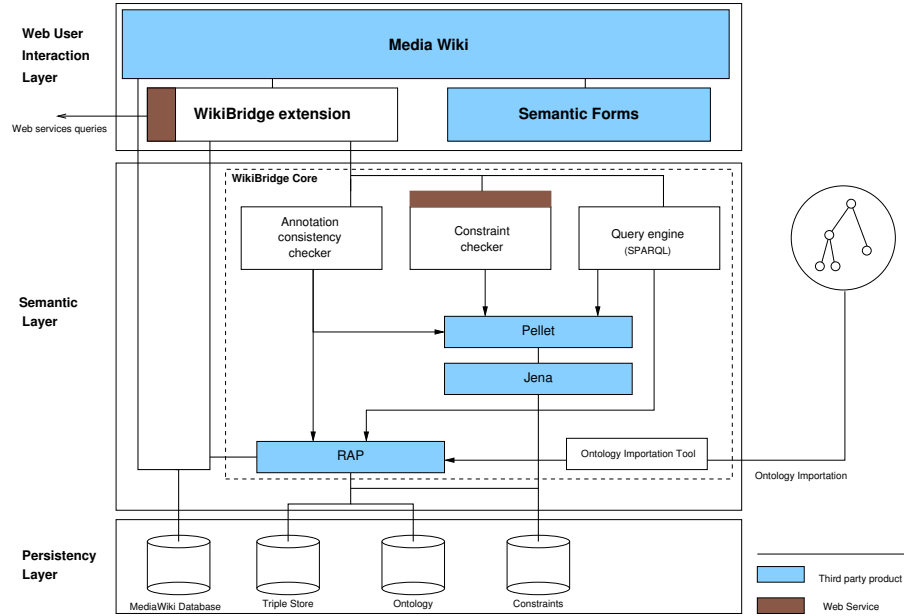 Web User
Interaction
Layer
Media Wiki
WikiBridge extension
Semantic Forms
Web services queries
WikiBridge Core
Annotation
consistency
checker
Constraint
checker
Query engine
(SPARQL)
Semantic
Layer
Pellet
Jena
RAP
Ontology Importation Tool
Ontology Importation
Persistency
Layer
MediaWiki Database
Triple Store
Ontology
Constraints
Third party product
Web Service